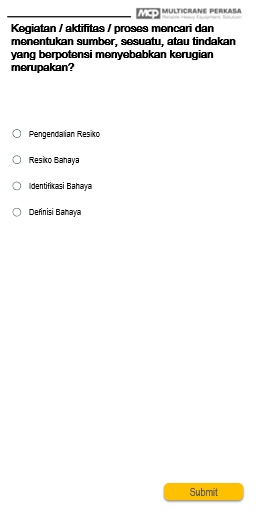 MCP MULTICRANE PERKASA
Reliable Heavy Equipment Solution
Kegiatan / aktifitas / proses mencari dan
menentukan sumber, sesuatu, atau tindakan
yang berpotensi menyebabkan kerugian
merupakan?
Pengendalian Resiko
Resiko Bahaya
Identifikasi Bahaya
Definisi Bahaya
Submit